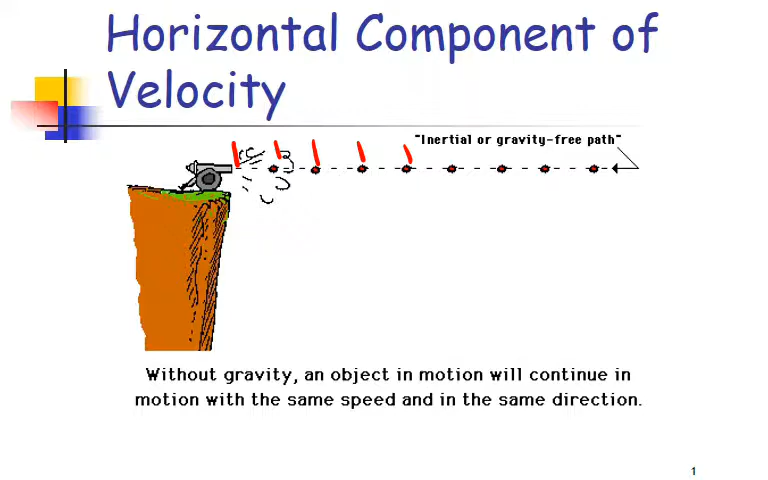 Horizontal Component of
Velocity
"Inertial or gravity-free path"
Without gravity, an object in motion will continue in
motion with the same speed and in the same direction.
1